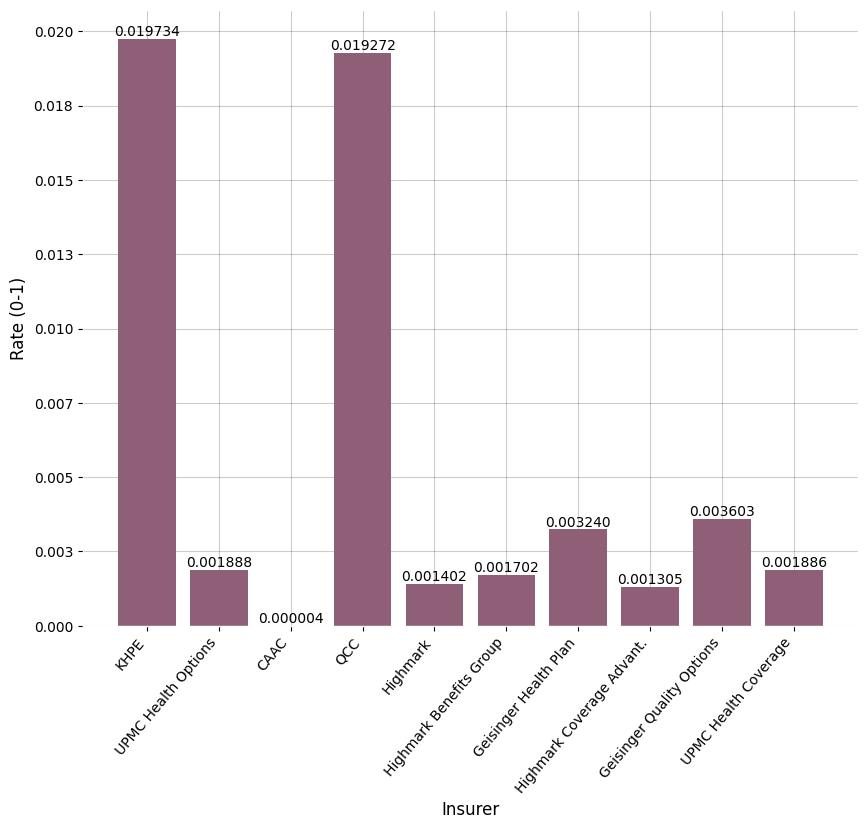 0.020
0.018
0.015
0.013
0.010
0.007
0.005
0.003
0.000
Rate (0-1)
0.019734
0.001888
0.000004
0.019272
0.001402
0.001702
0.003240
0.001305
0.003603
0.001886
KHPE
UPMC Health Options
CAAC
QCC
Highmark
Highmark Benefits Group
Geisinger Health Plan
Highmark Coverage Advant.
Geisinger Quality Options
UPMC Health Coverage
Insurer